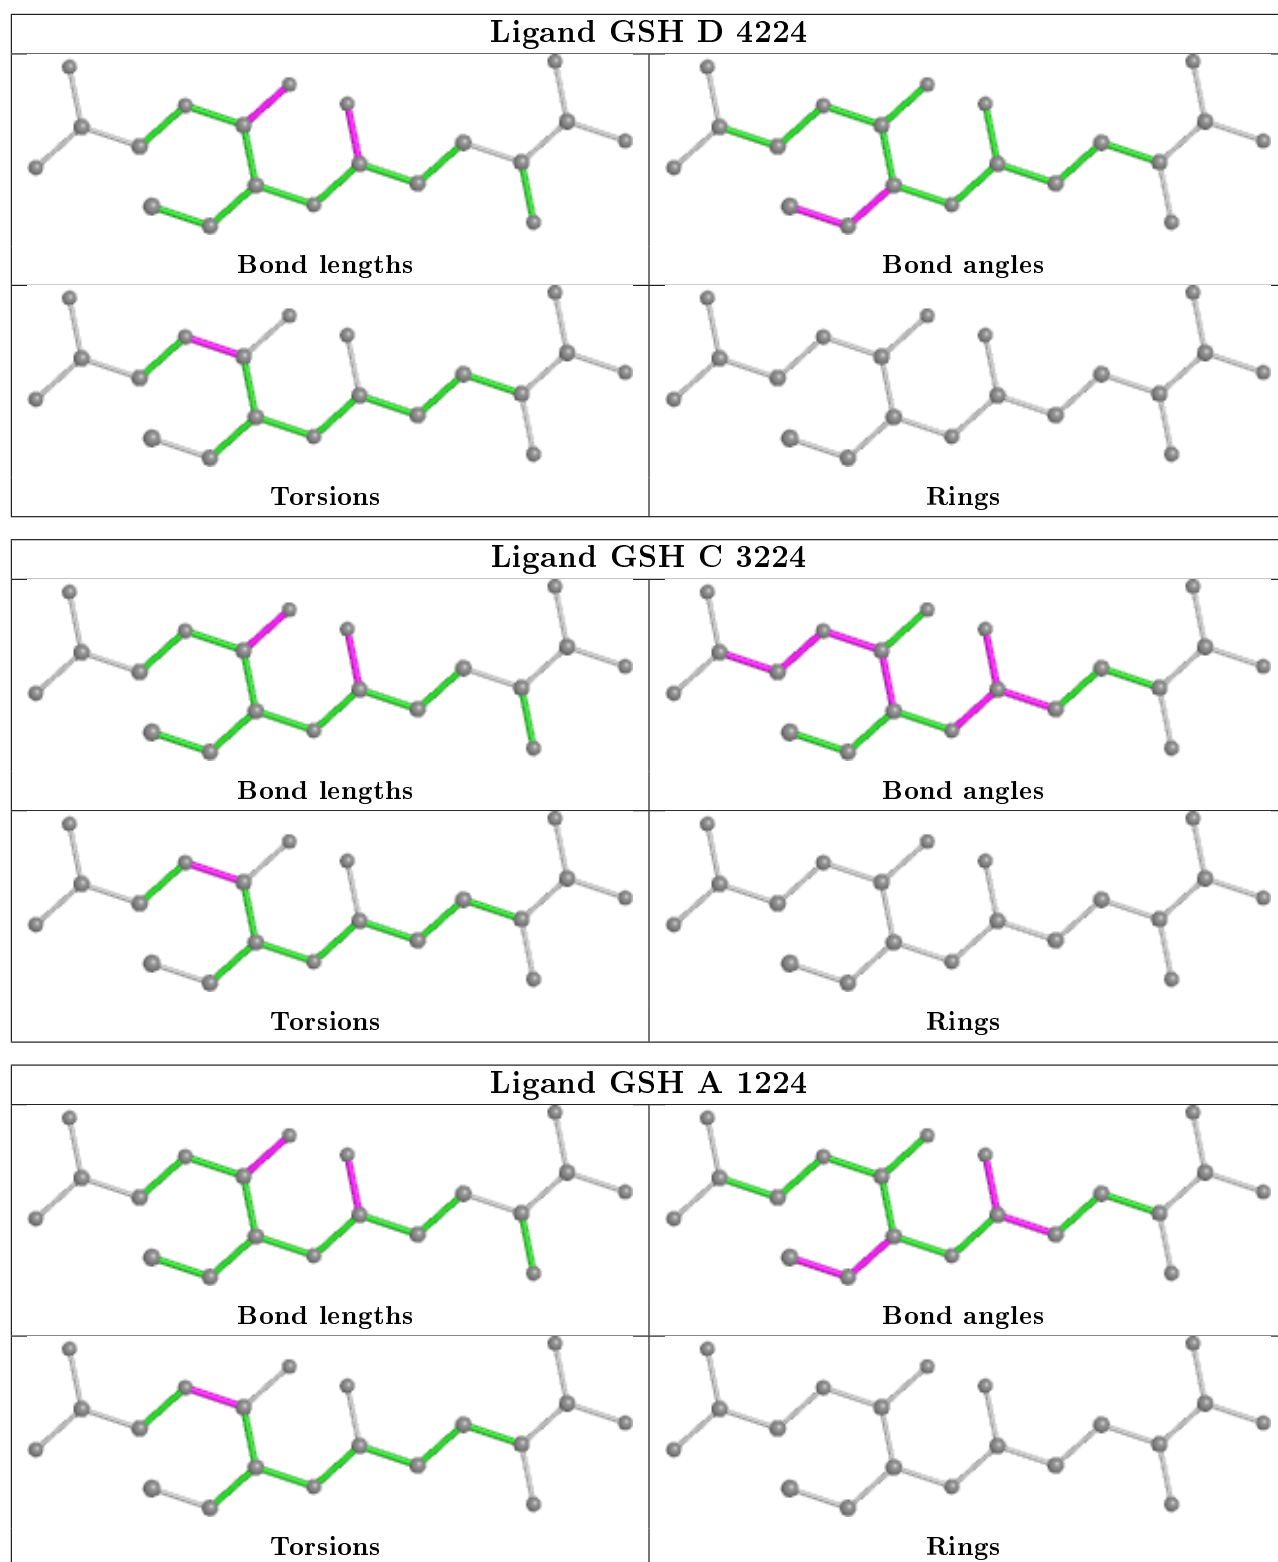 Ligand GSH D 4224
Bond lengths
Bond angles
Torsions
Rings
Ligand GSH C 3224
Bond lengths
Bond angles
Torsions
Rings
Ligand GSH A 1224
Bond lengths
Bond angles
Torsions
Rings